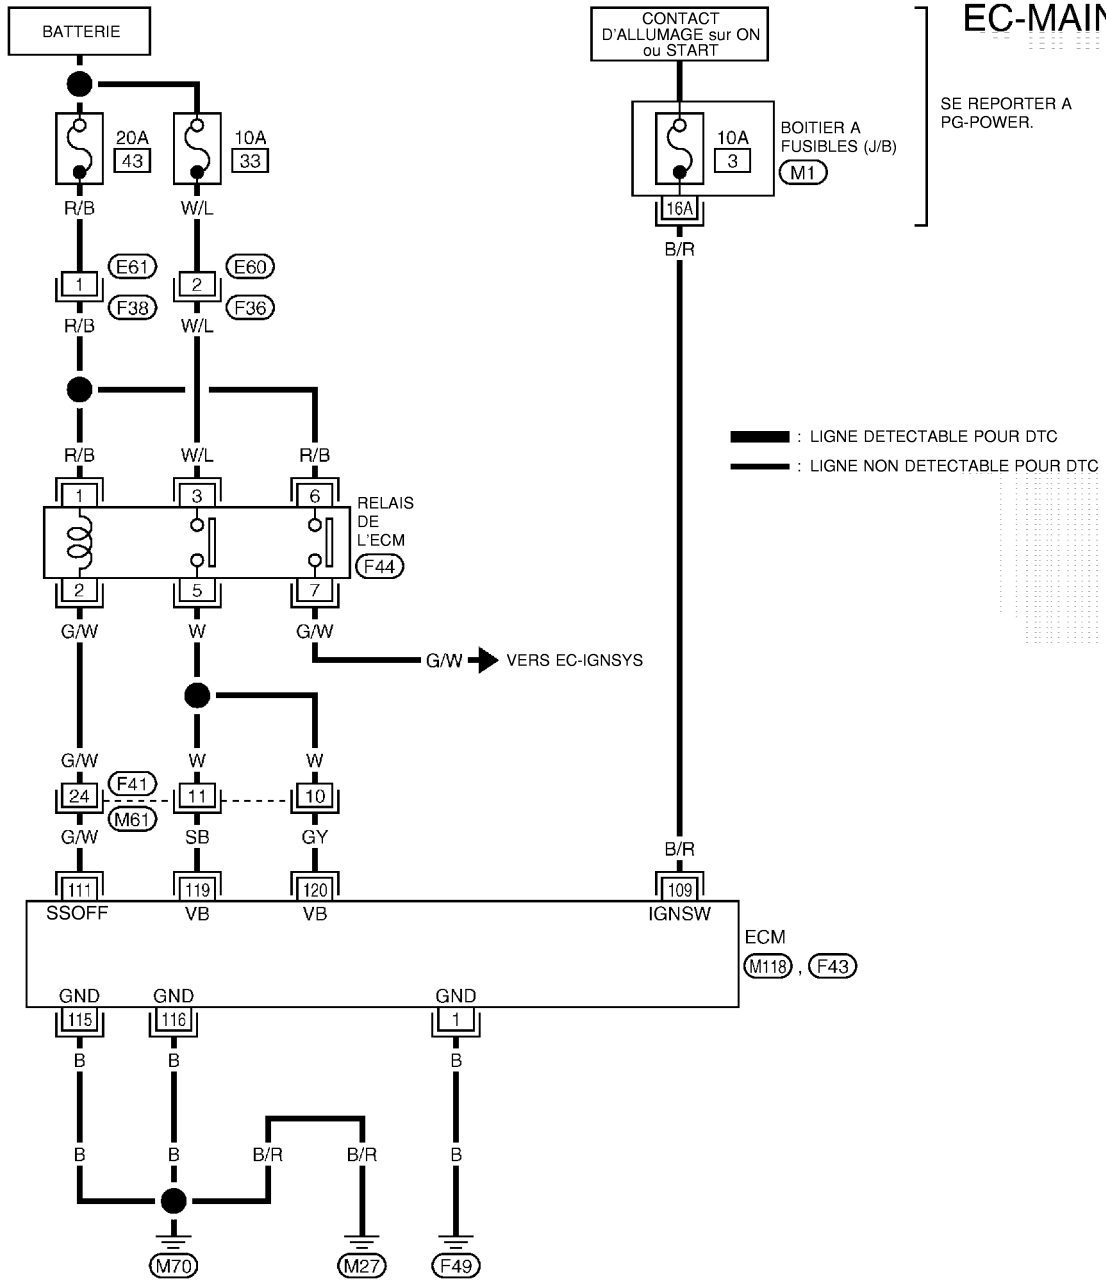 BATTERIE
CONTACT
D'ALLUMAGE sur ON
ou START
EC-MAIN
SE REPORTER A
PG-POWER.
20A
43
10A
33
10A
3
BOITIER A
FUSIBLES (J/B)
M1
16A
R/B
W/L
B/R
1
E61
F38
2
E60
F36
R/B
W/L
: LIGNE DETECTABLE POUR DTC
: LIGNE NON DETECTABLE POUR DTC
R/B
W/L
R/B
1
3
6
RELAIS
DE
L'ECM
F44
2
5
7
G/W
W
G/W
G/W
VERS EC-IGNSYS
G/W
W
W
24
F41
M61
11
10
G/W
SB
GY
B/R
111
119
120
109
SSOFF
VB
VB
IGNSW
ECM
M118 , F43
GND
GND
GND
115
116
1
B
B
B
B
B
B/R
B/R
B
M70
M27
F49